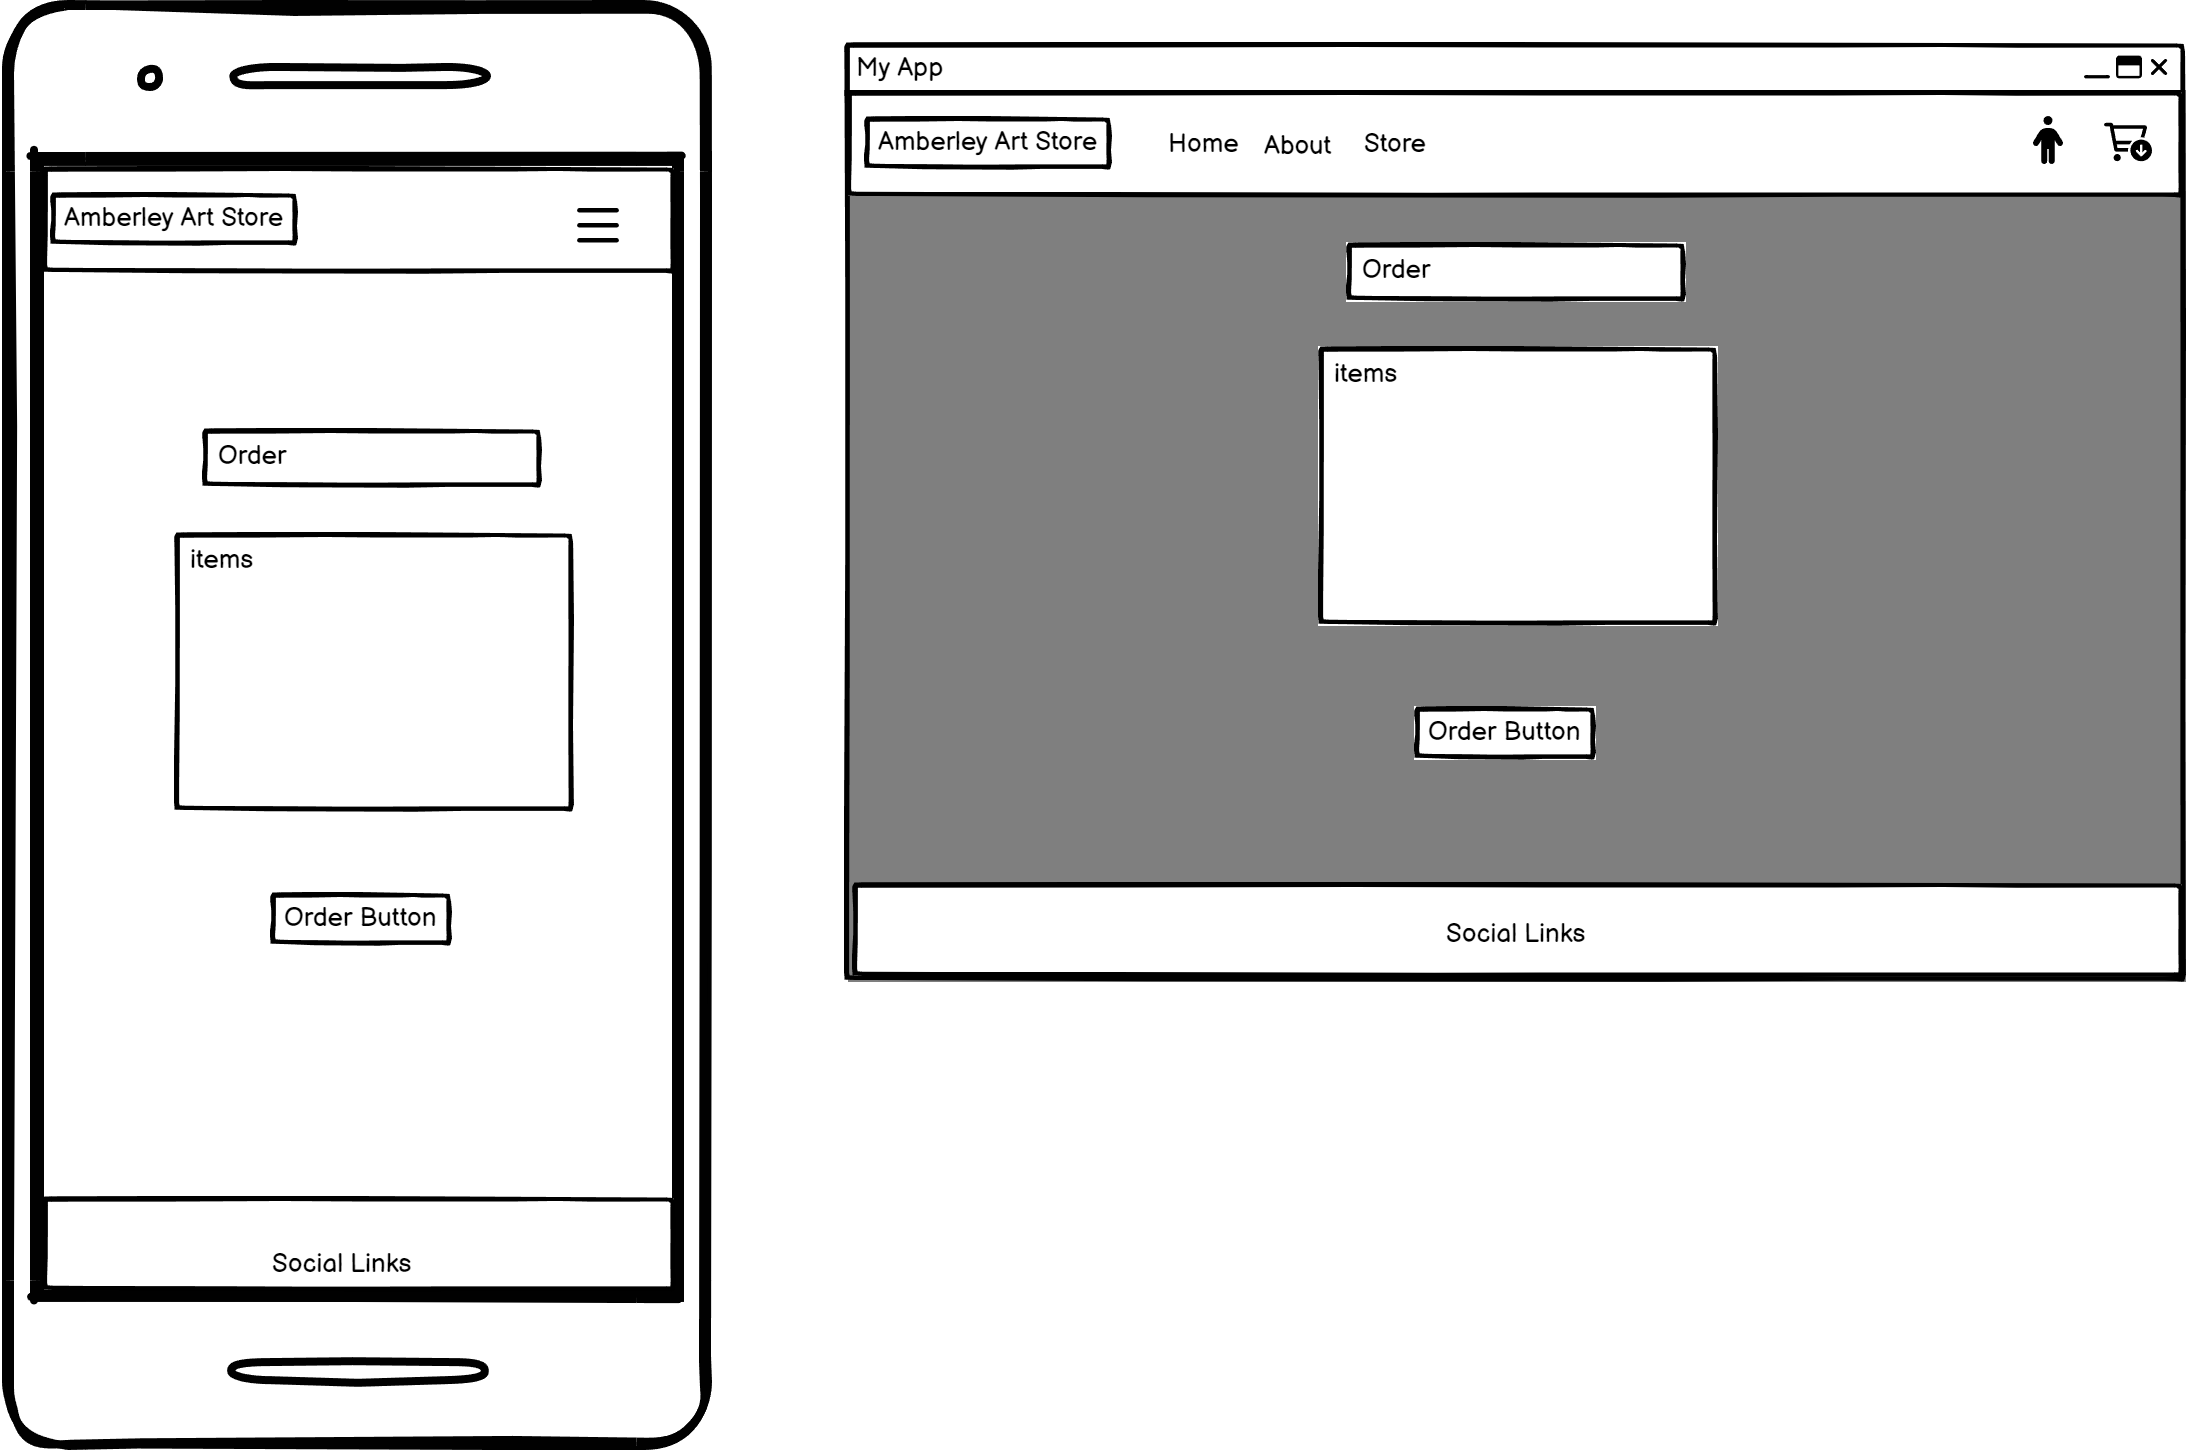 Amberley Art Store
Order
items
Order Button
Social Links
My App
Amberley Art Store
Home About Store
Order
items
Order Button
Social Links